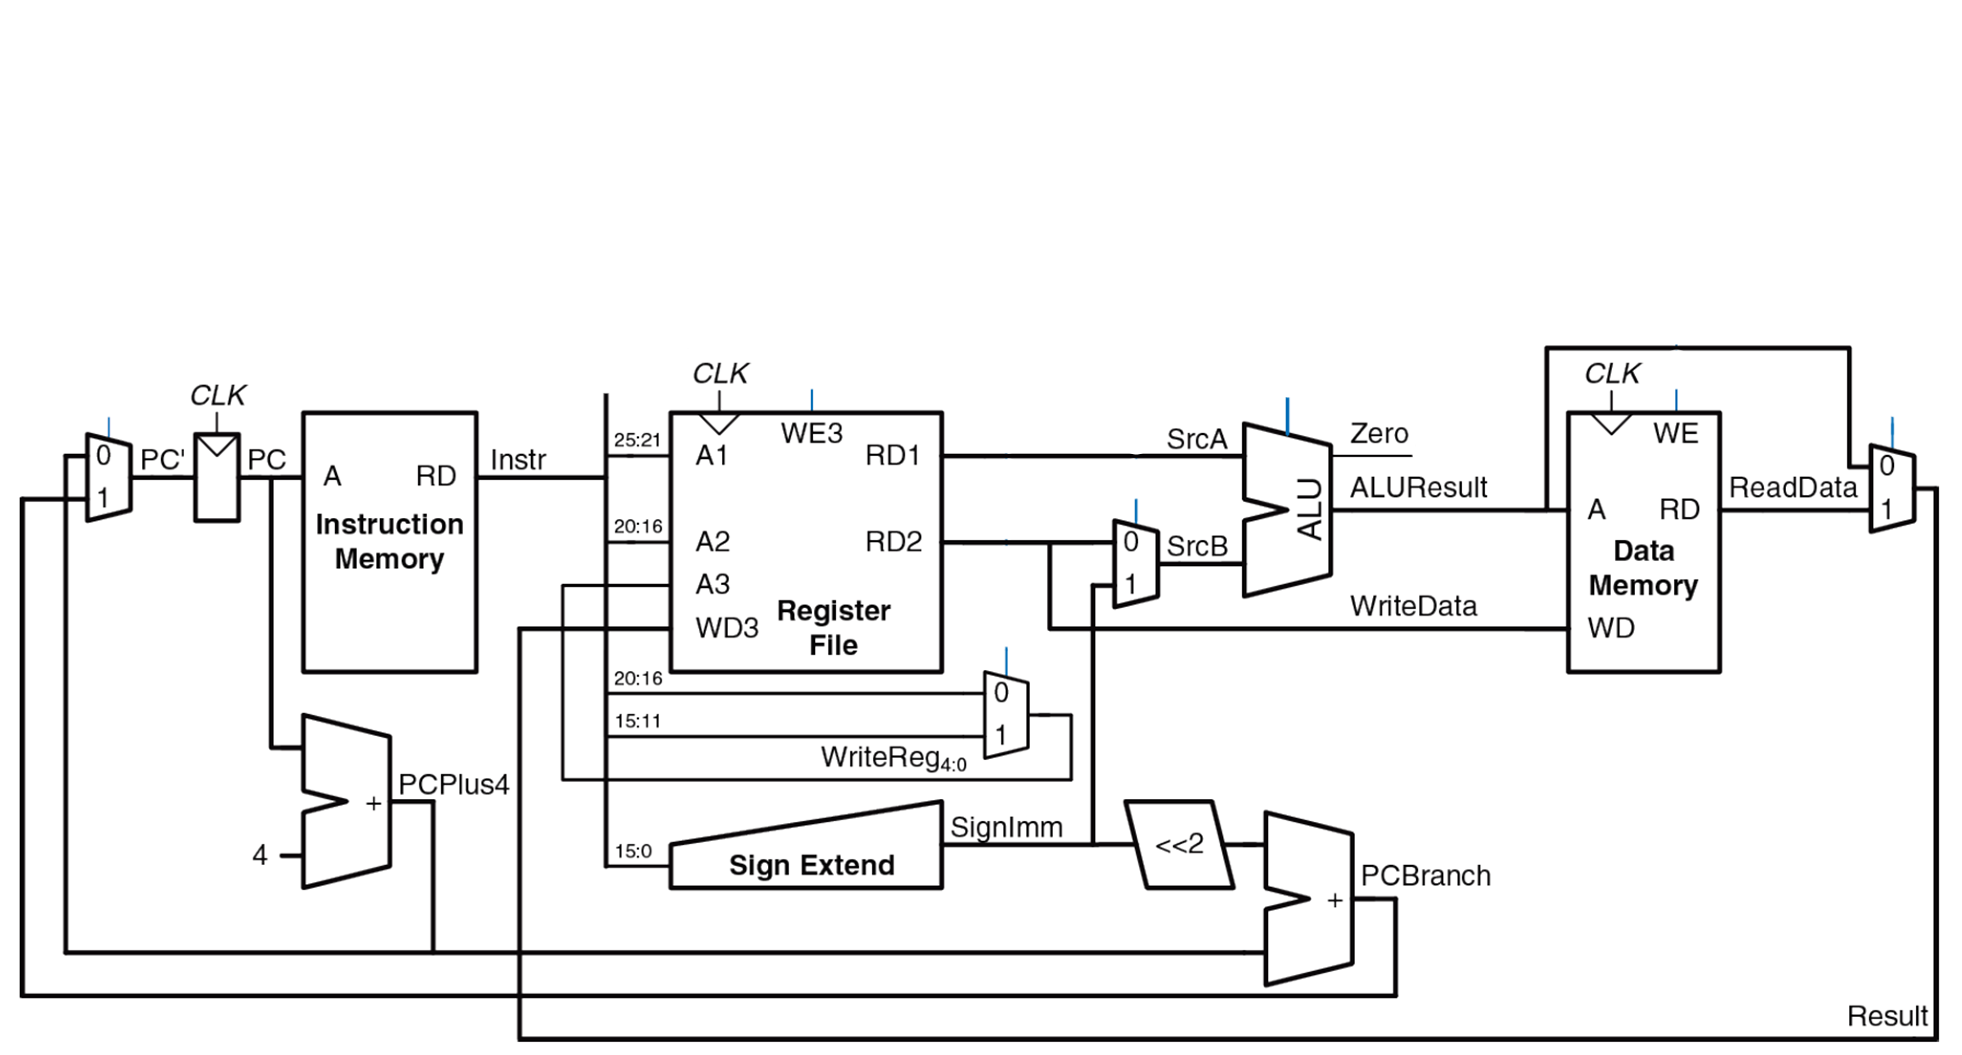 CLK
CLK
CLK
0
1
PC'
PC
A
RD
Instruction
Memory
Instr
25:21
20:16
A1
WE3
RD1
A2
RD2
A3
WD3
Register
File
SrcA
0
1
SrcB
ALU
Zero
ALUResult
WriteData
WE
A
RD
Data
Memory
WD
ReadData
0
1
20:16
15:11
0
1
WriteReg4:0
+
PCPlus4
4
15:0
Sign Extend
SignImm
<<2
+
PCBranch
Result